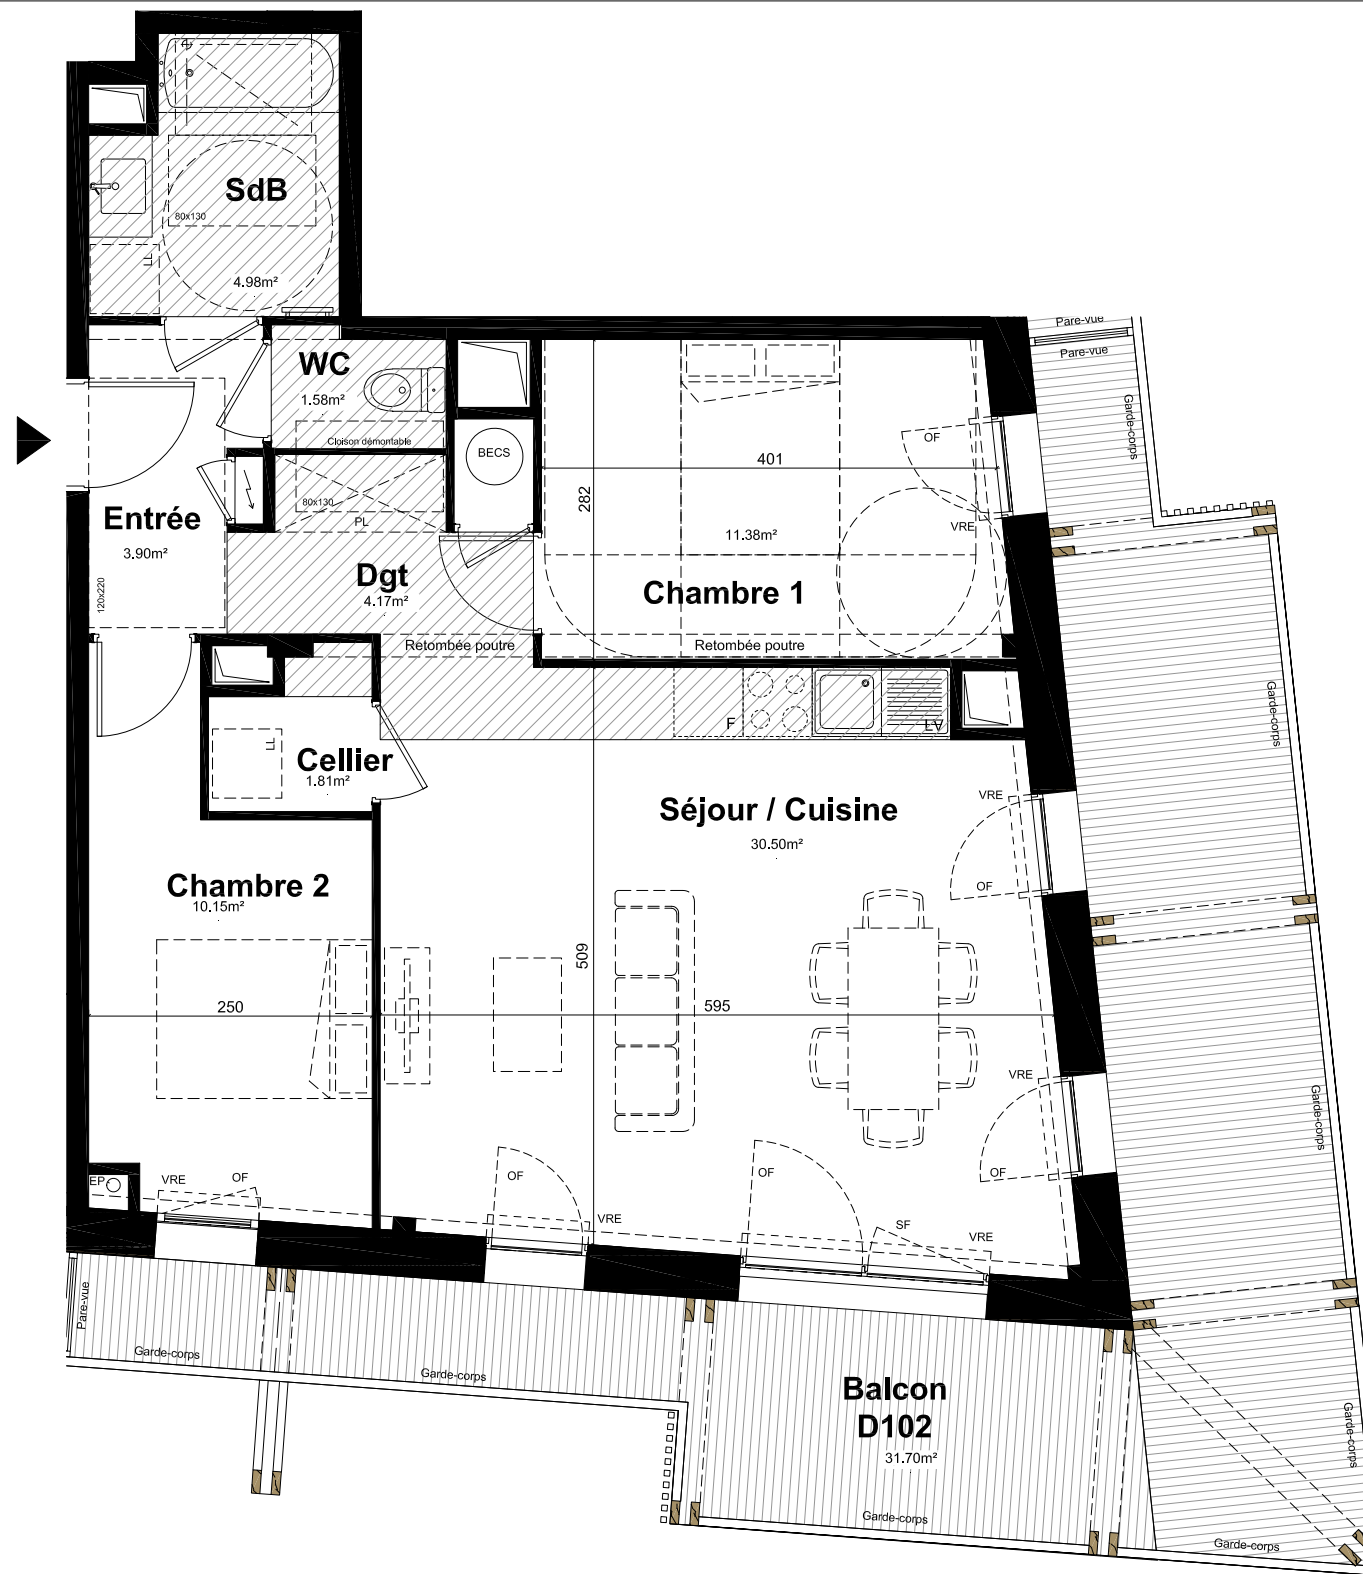 SdB
80x130
LL
4.98m²
Pare-vue
Pare-vue
Garde-corps
WC
1.58m²
Cloison démontable
BECS
OF
401
282
80x130
PL
VRE
11.38m²
Entrée
3.90m²
120x220
Dgt
4.17m²
Chambre 1
Retombée poutre
Retombée poutre
Garde-corps
F
LV
LL
Cellier
1.81m²
VRE
Séjour / Cuisine
30.50m²
OF
Chambre 2
10.15m²
509
250
595
VRE
Garde-corps
OF
EP
VRE
OF
OF
OF
VRE
SF
VRE
Pare-vue
Garde-corps
Garde-corps
Balcon
D102
31.70m²
Garde-corps
Garde-corps
Garde-corps